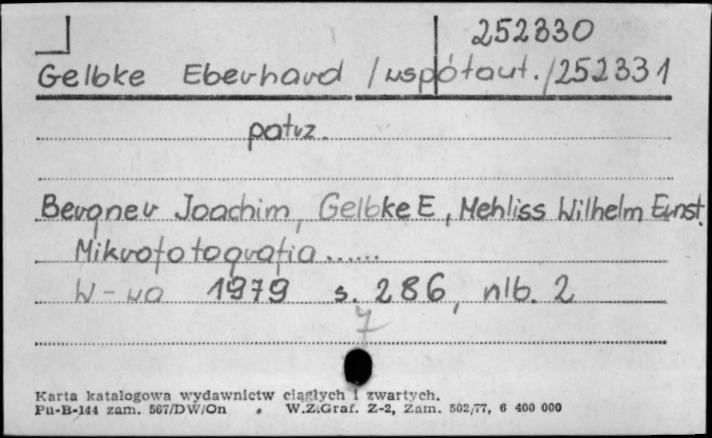 252330
Gelbke Eberhard /współaut./ 252331
patrz.
Bergner Joachim, Gelbke E, Mehliss Wilhelm Ernst.
Mikrofotografia ......
W-wa 1979 s. 286, nlb. 2
7
Karta katalogowa wydawnictw ciągłych i zwartych.
Pu-B-144 zam. 567/DW/On W.Z.Graf. Z-2, Zam. 502/77, 6 400 000